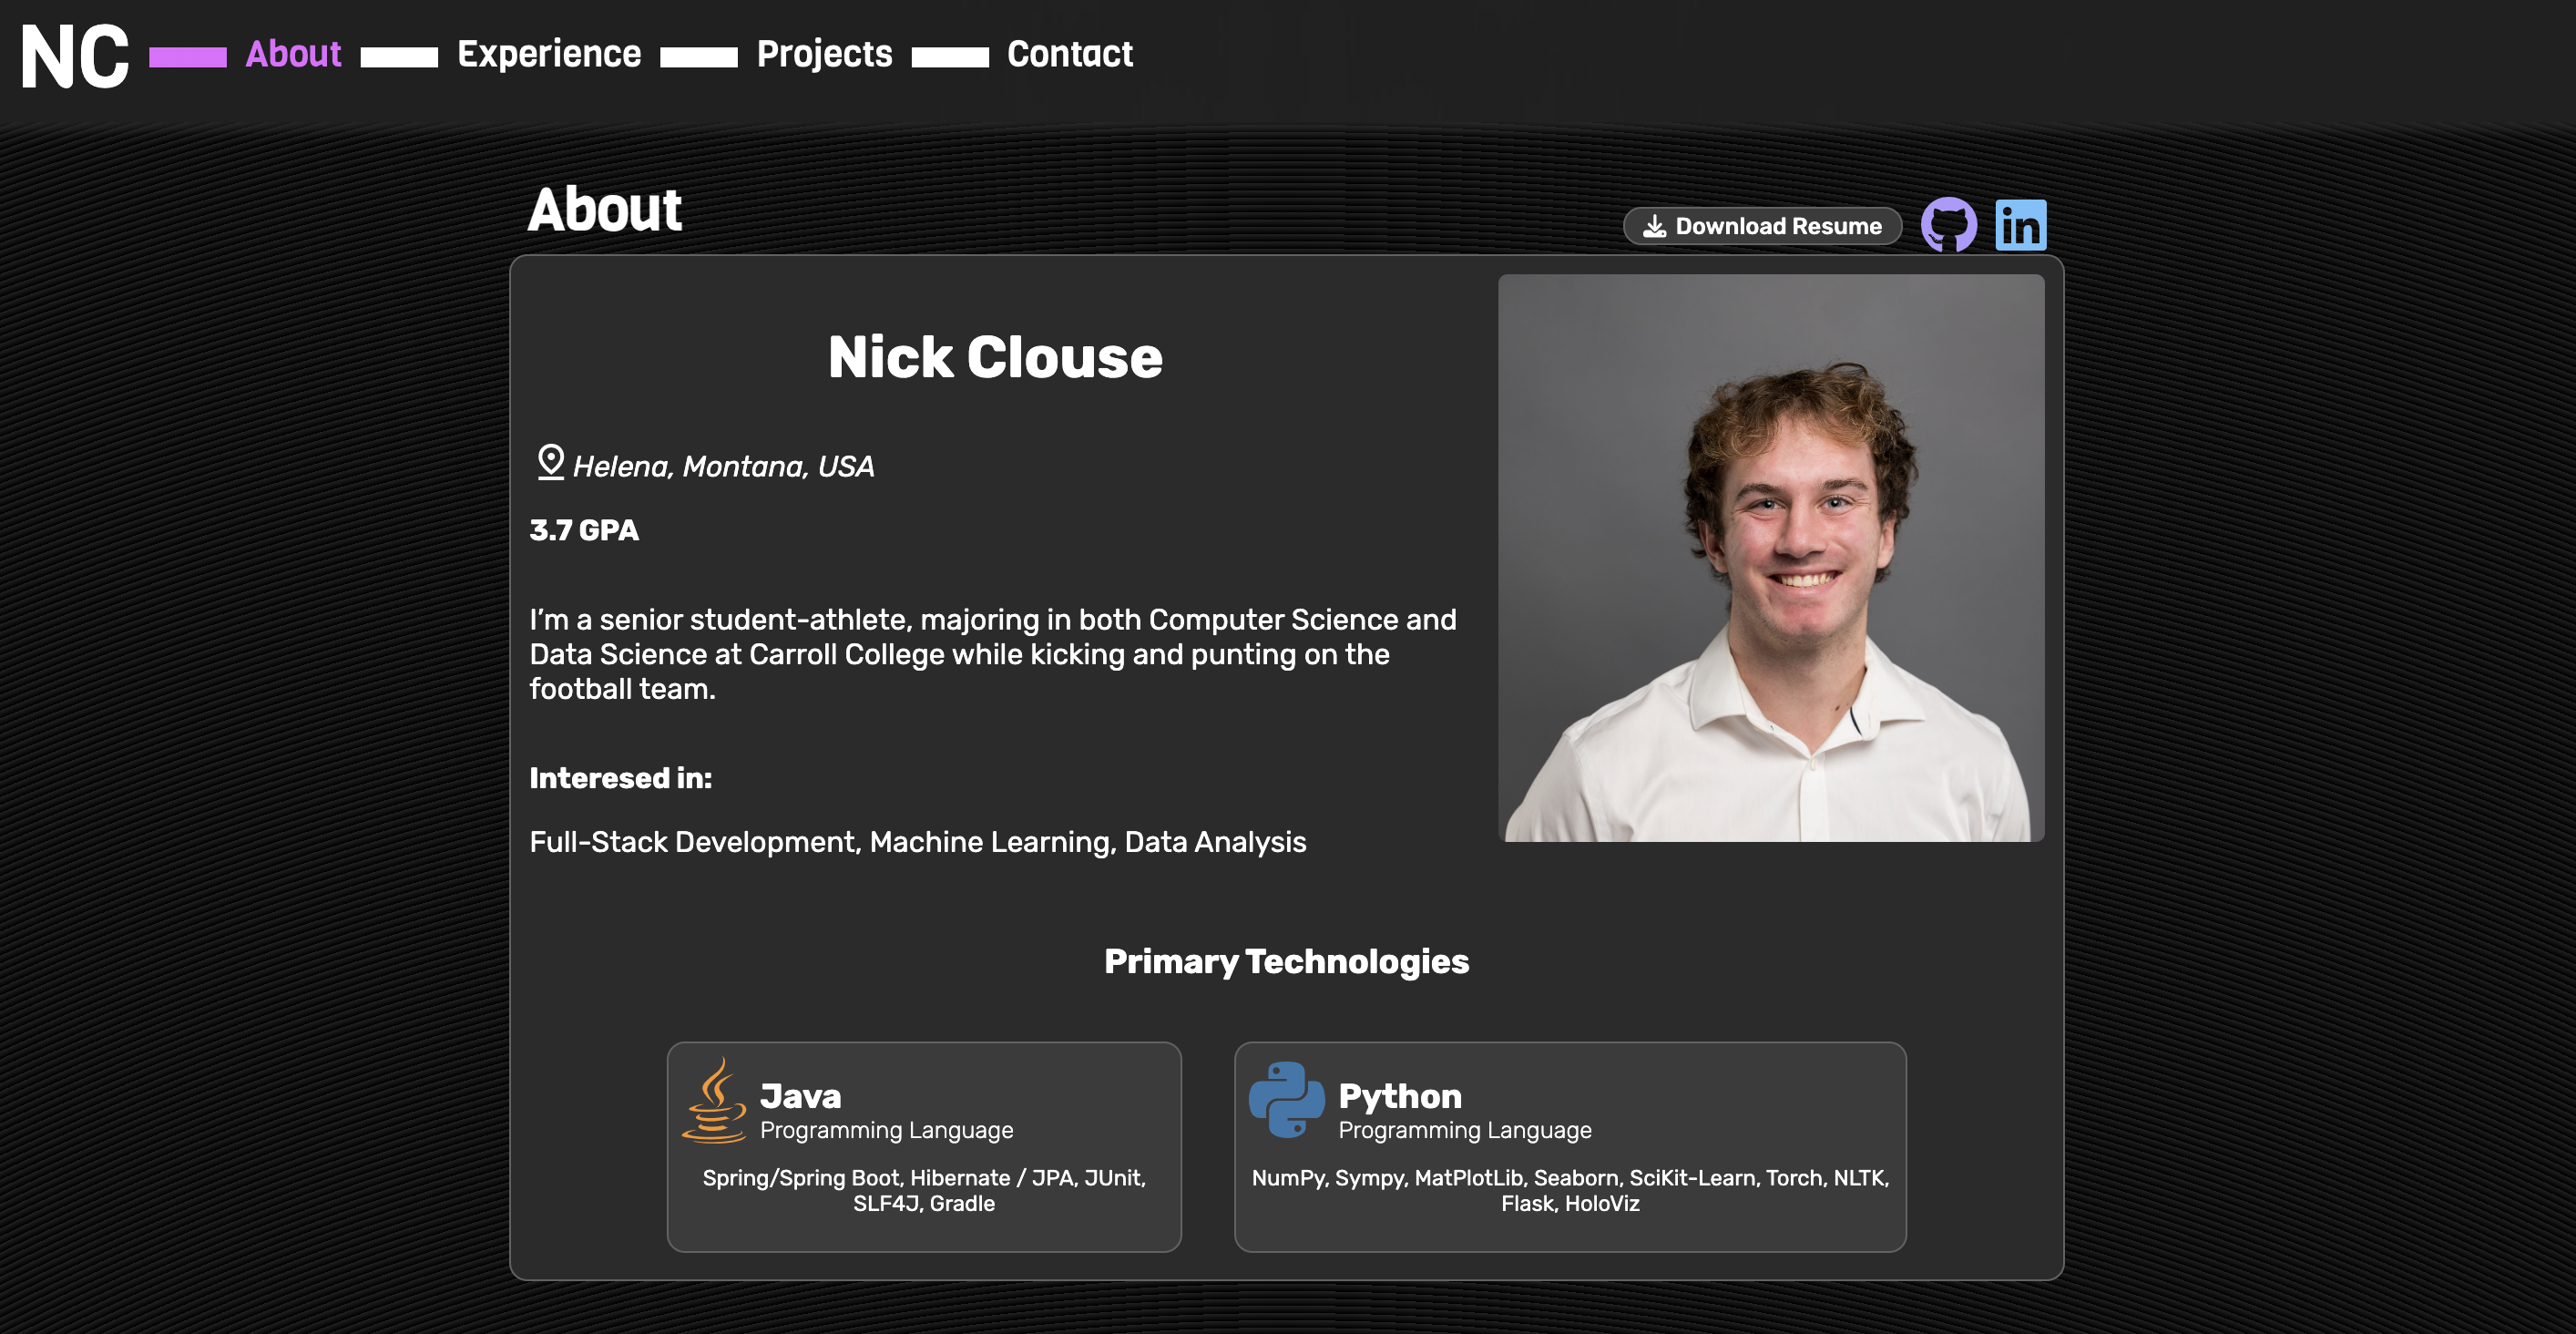 NC About Experience Projects Contact
About
Download Resume
in
Nick Clouse
Helena, Montana, USA
3.7 GPA
I'm a senior student-athlete, majoring in both Computer Science and
Data Science at Carroll College while kicking and punting on the
football team.
Interesed in:
Full-Stack Development, Machine Learning, Data Analysis
Primary Technologies
Java
Programming Language
Spring/Spring Boot, Hibernate / JPA, JUnit,
SLF4J, Gradle
Python
Programming Language
NumPy, Sympy, MatPlotLib, Seaborn, SciKit-Learn, Torch, NLTK,
Flask, HoloViz